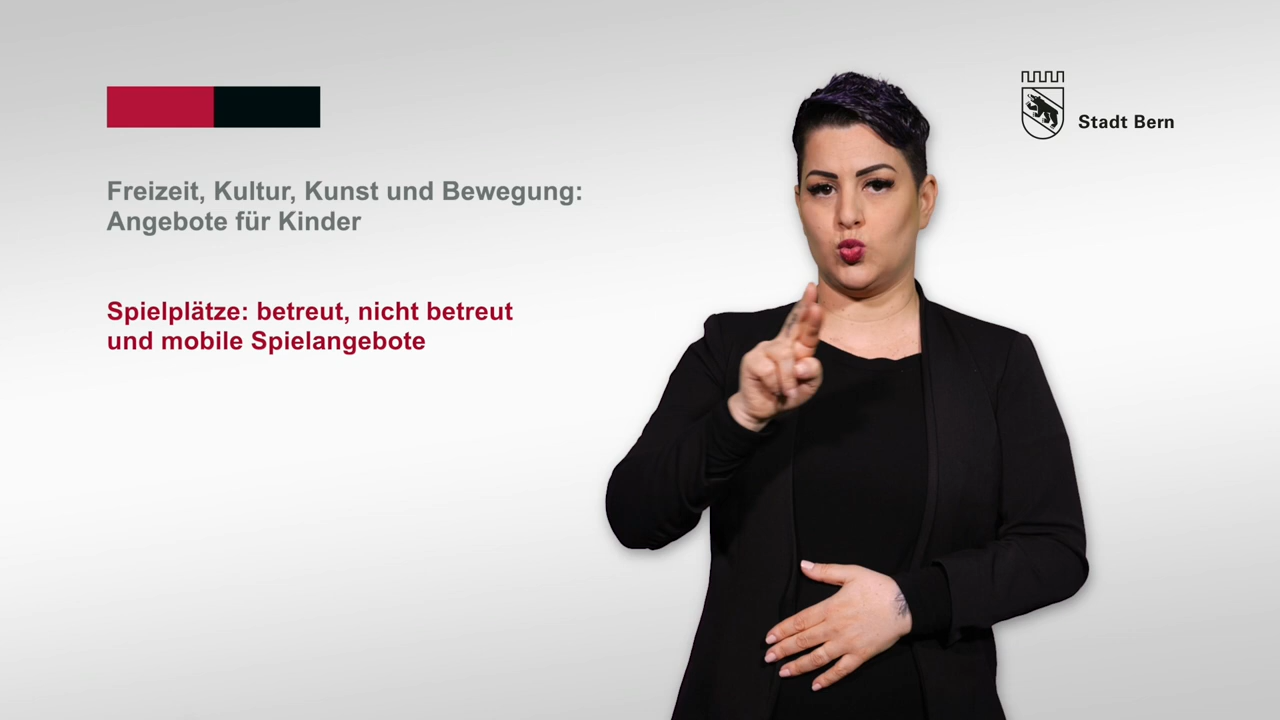 Stadt Bern
Freizeit, Kultur, Kunst und Bewegung:
Angebote für Kinder
Spielplätze: betreut, nicht betreut
und mobile Spielangebote